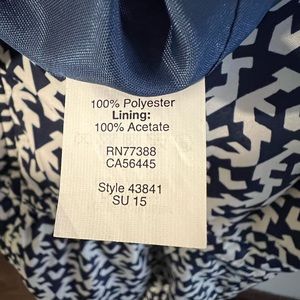 100% Polyester
Lining:
100% Acetate
RN77388
CA56445
Style 43841
SU 15